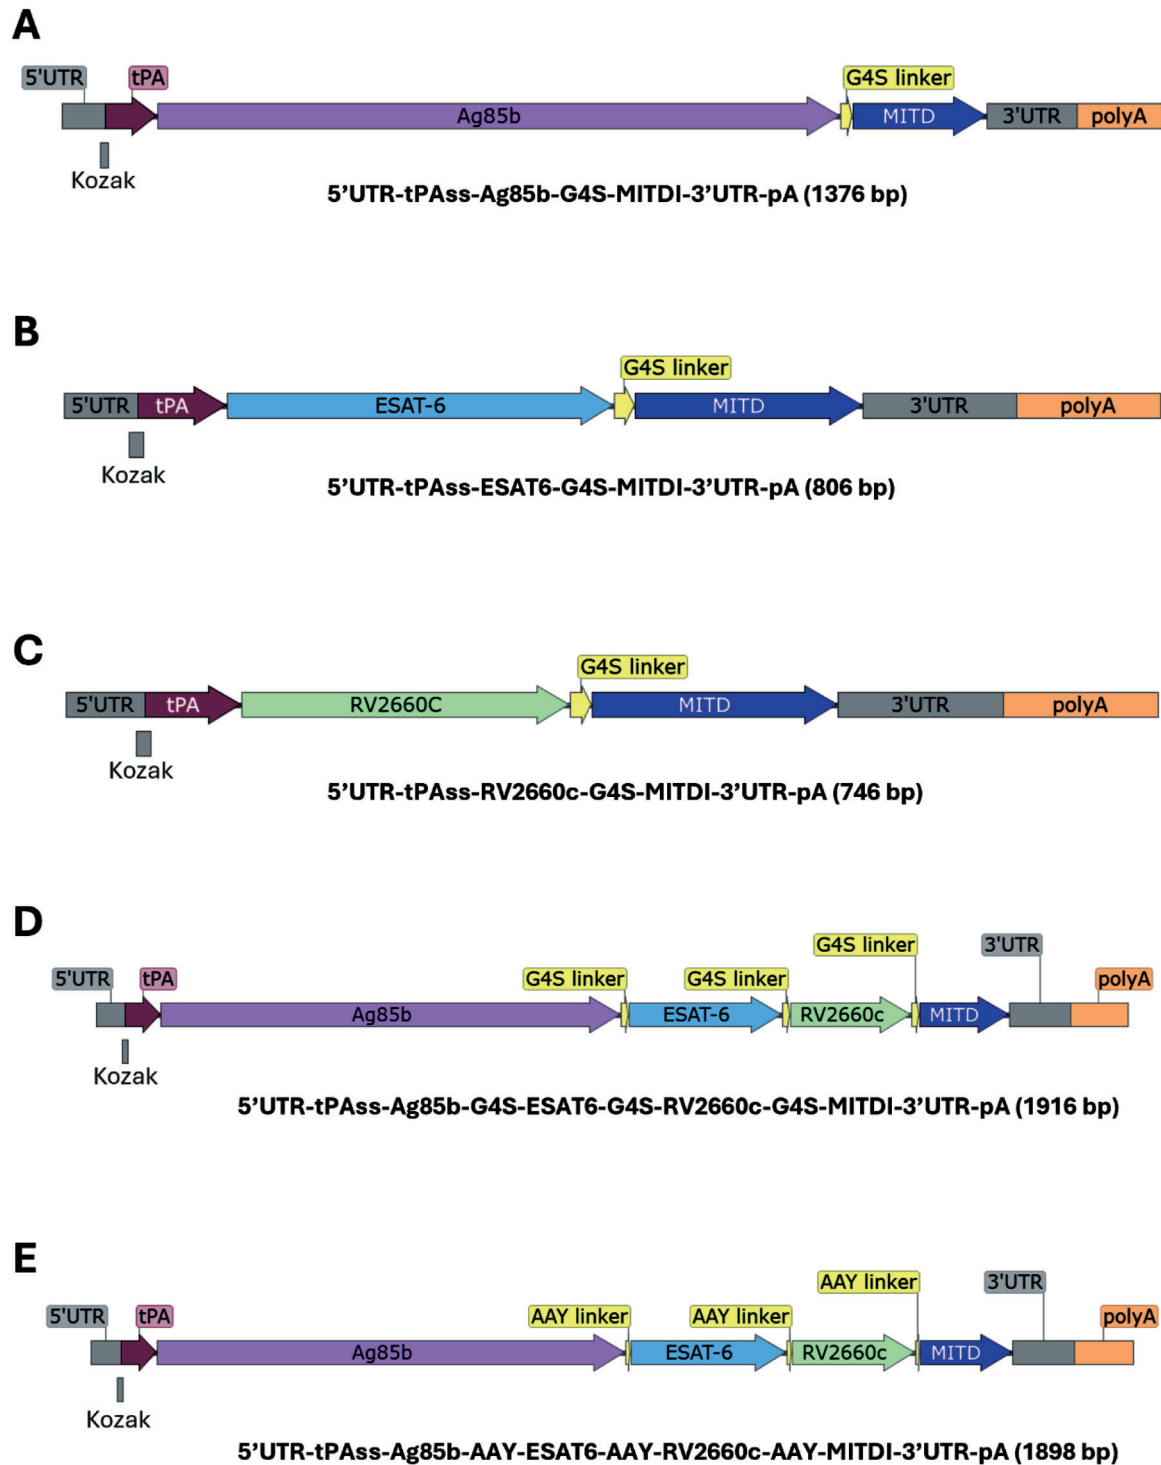 A
5'UTR tPA G4S linker
Ag85b MITD 3'UTR polyA
Kozak
5’UTR-tPAss-Ag85b-G4S-MITDI-3’UTR-pA (1376 bp)
B
G4S linker
5'UTR tPA ESAT-6 MITD 3'UTR polyA
Kozak
5’UTR-tPAss-ESAT6-G4S-MITDI-3’UTR-pA (806 bp)
C
G4S linker
5'UTR tPA RV2660C MITD 3'UTR polyA
Kozak
5’UTR-tPAss-RV2660c-G4S-MITDI-3’UTR-pA (746 bp)
D
G4S linker 3'UTR
5'UTR tPA G4S linker G4S linker polyA
Ag85b ESAT-6 RV2660c MITD
Kozak
5’UTR-tPAss-Ag85b-G4S-ESAT6-G4S-RV2660c-G4S-MITDI-3’UTR-pA (1916 bp)
E
AAY linker 3'UTR
5'UTR tPA AAY linker AAY linker polyA
Ag85b ESAT-6 RV2660c MITD
Kozak
5’UTR-tPAss-Ag85b-AAY-ESAT6-AAY-RV2660c-AAY-MITDI-3’UTR-pA (1898 bp)